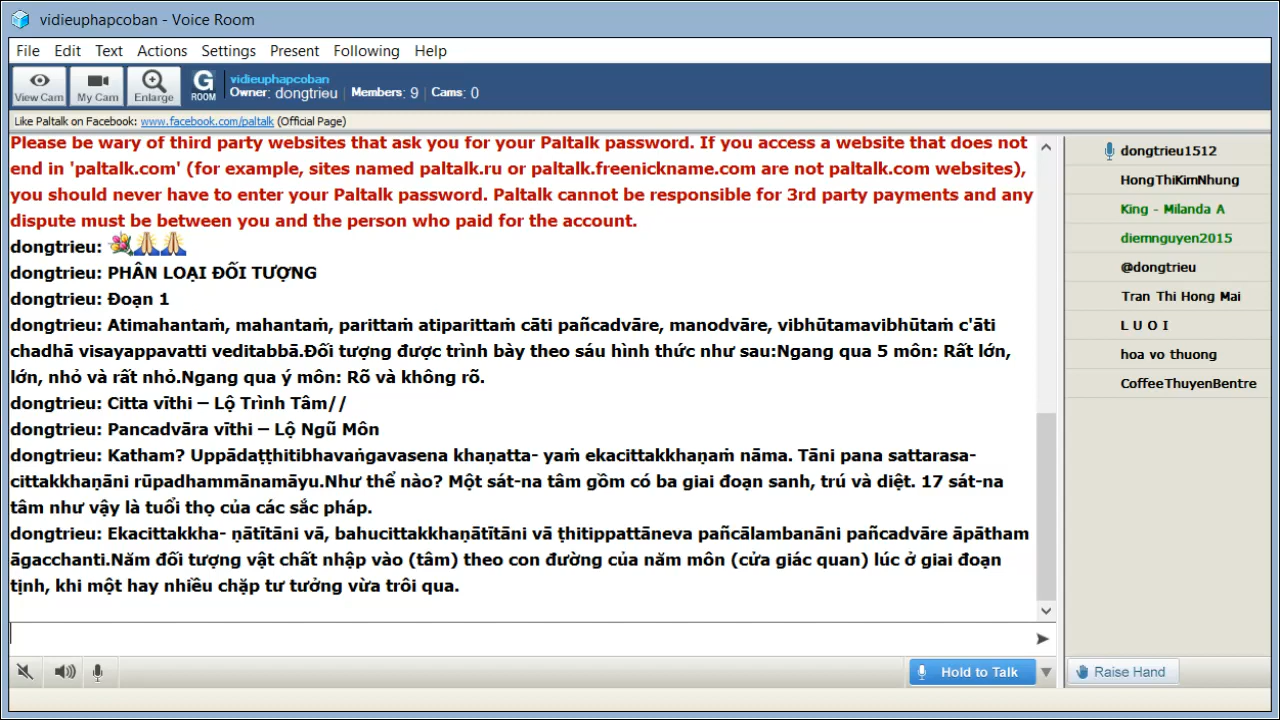 vidieuphapcoban - Voice Room
File Edit Text Actions Settings Present Following Help
View Cam My Cam Enlarge G ROOM vidieuphapcoban
Owner: dongtrieu Members: 9 Cams: 0
Like Paltalk on Facebook: www.facebook.com/paltalk (Official Page)
Please be wary of third party websites that ask you for your Paltalk password. If you access a website that does not
end in 'paltalk.com' (for example, sites named paltalk.ru or paltalk.freenickname.com are not paltalk.com websites),
you should never have to enter your Paltalk password. Paltalk cannot be responsible for 3rd party payments and any
dispute must be between you and the person who paid for the account.
dongtrieu:
dongtrieu: PHÂN LOẠI ĐỐI TƯỢNG
dongtrieu: Đoạn 1
dongtrieu: Atimahantaṁ, mahantaṁ, parittaṁ atiparittaṁ cāti pañcadvāre, manodvāre, vibhūtamavibhūtaṁ c'āti
chadhā visayappavatti veditabbā.Đối tượng được trình bày theo sáu hình thức như sau:Ngang qua 5 môn: Rất lớn,
lớn, nhỏ và rất nhỏ.Ngang qua ý môn: Rõ và không rõ.
dongtrieu: Citta vīthi – Lộ Trình Tâm//
dongtrieu: Pancadvāra vīthi – Lộ Ngũ Môn
dongtrieu: Katham? Uppādaṭṭhitibhavaṅgavasena khaṇatta- yaṁ ekacittakkhaṇaṁ nāma. Tāni pana sattarasa-
cittakkhaṇāni rūpadhammānamāyu.Như thế nào? Một sát-na tâm gồm có ba giai đoạn sanh, trú và diệt. 17 sát-na
tâm như vậy là tuổi thọ của các sắc pháp.
dongtrieu: Ekacittakkha- ṇātītāni vā, bahucittakkhaṇātītāni vā ṭhitippattāneva pañcālambanāni pañcadvāre āpātham
āgacchanti.Năm đối tượng vật chất nhập vào (tâm) theo con đường của năm môn (cửa giác quan) lúc ở giai đoạn
tịnh, khi một hay nhiều chặp tư tưởng vừa trôi qua.
dongtrieu1512
HongThiKimNhung
King - Milanda A
diemnguyen2015
@dongtrieu
Tran Thi Hong Mai
L U O I
hoa vo thuong
CoffeeThuyenBentre
Hold to Talk
Raise Hand